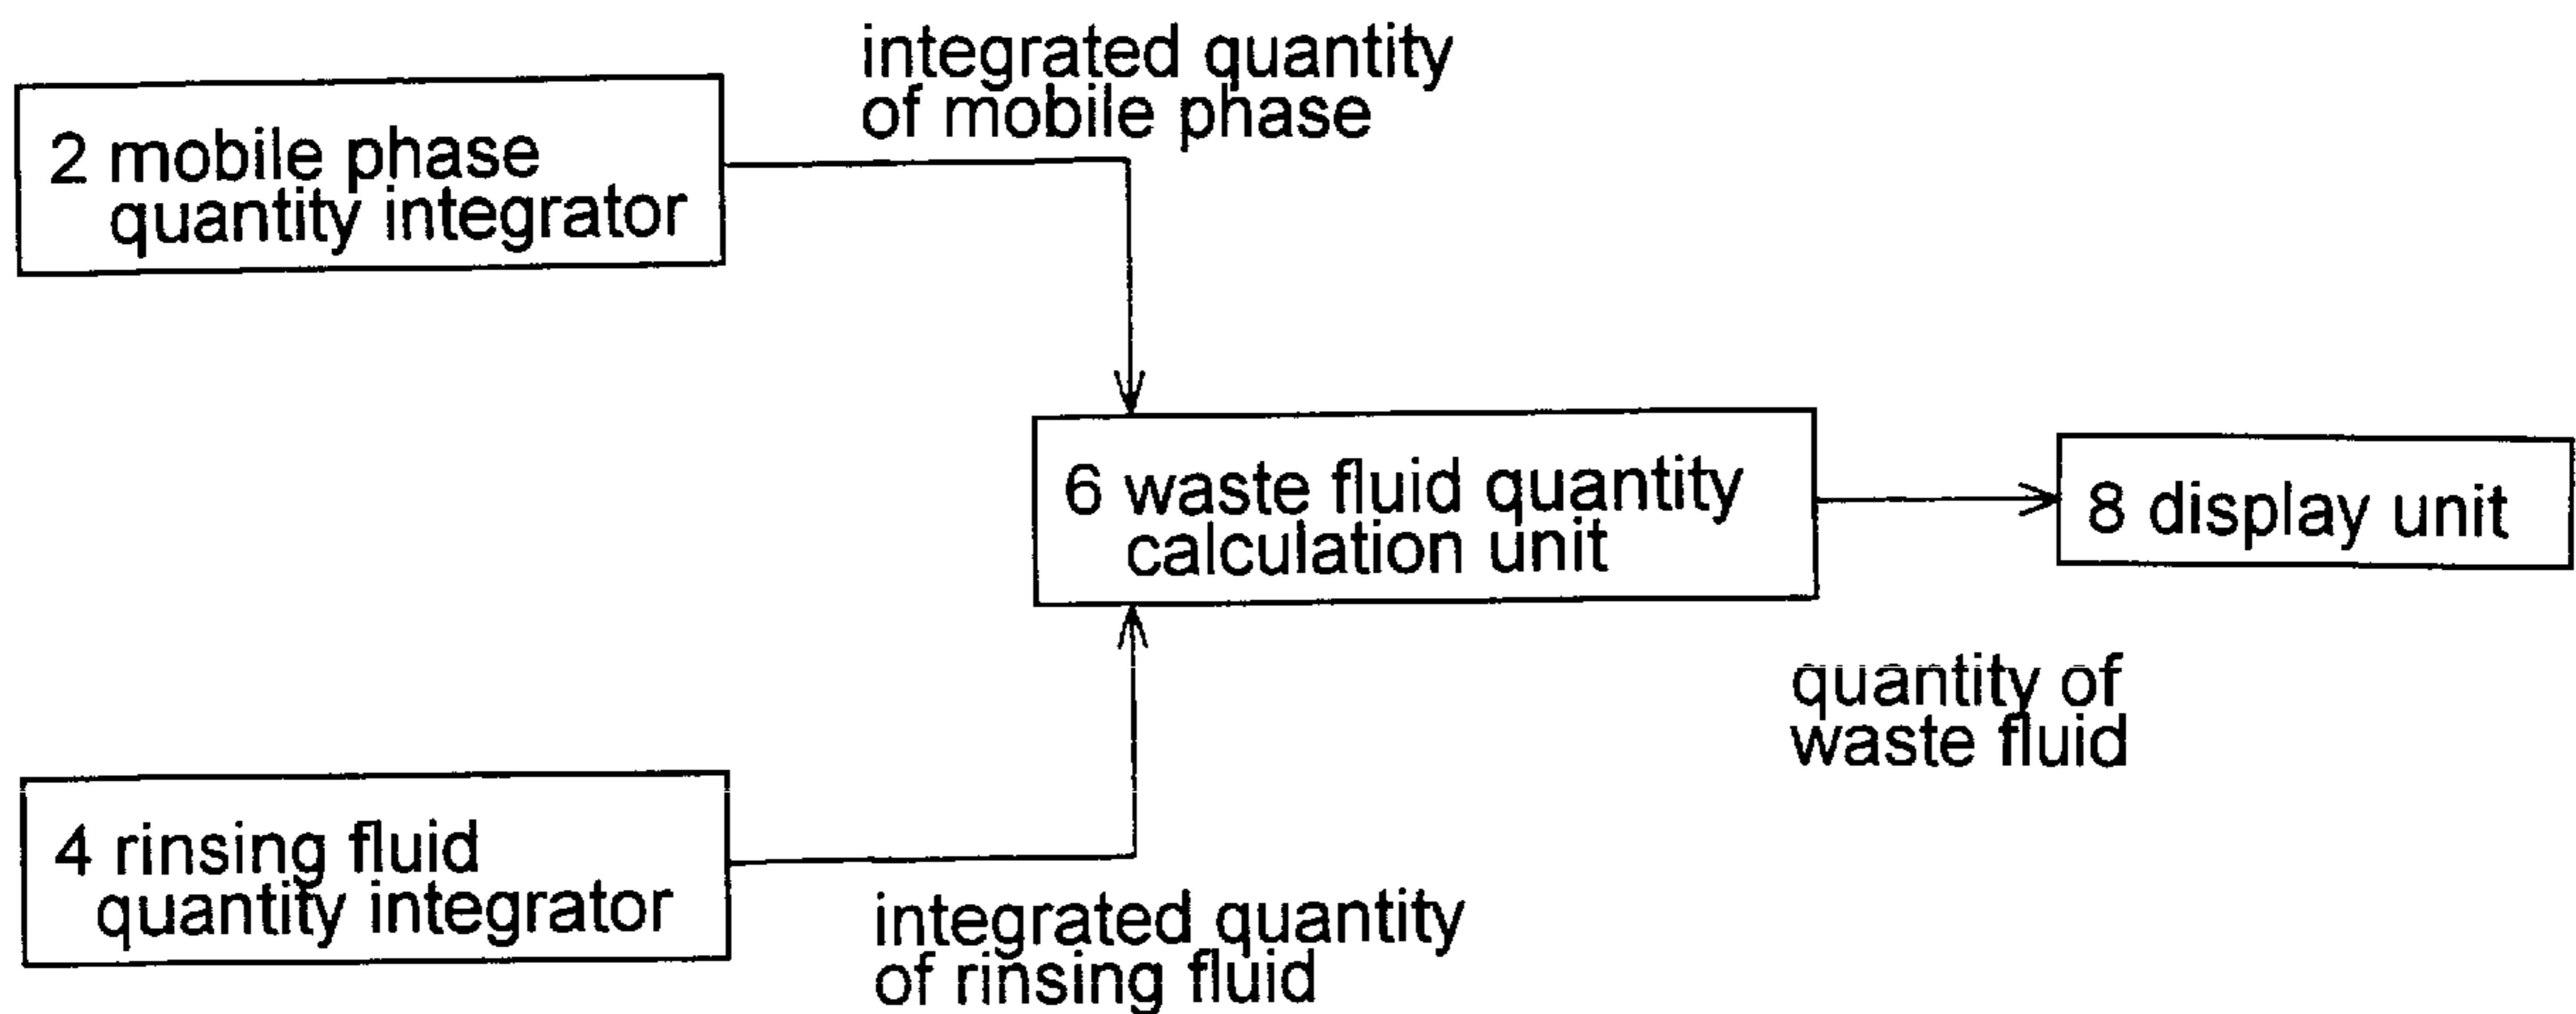 integrated quantity
of mobile phase
2 mobile phase
quantity integrator
6 waste fluid quantity
calculation unit
8 display unit
quantity of
waste fluid
4 rinsing fluid
quantity integrator
integrated quantity
of rinsing fluid